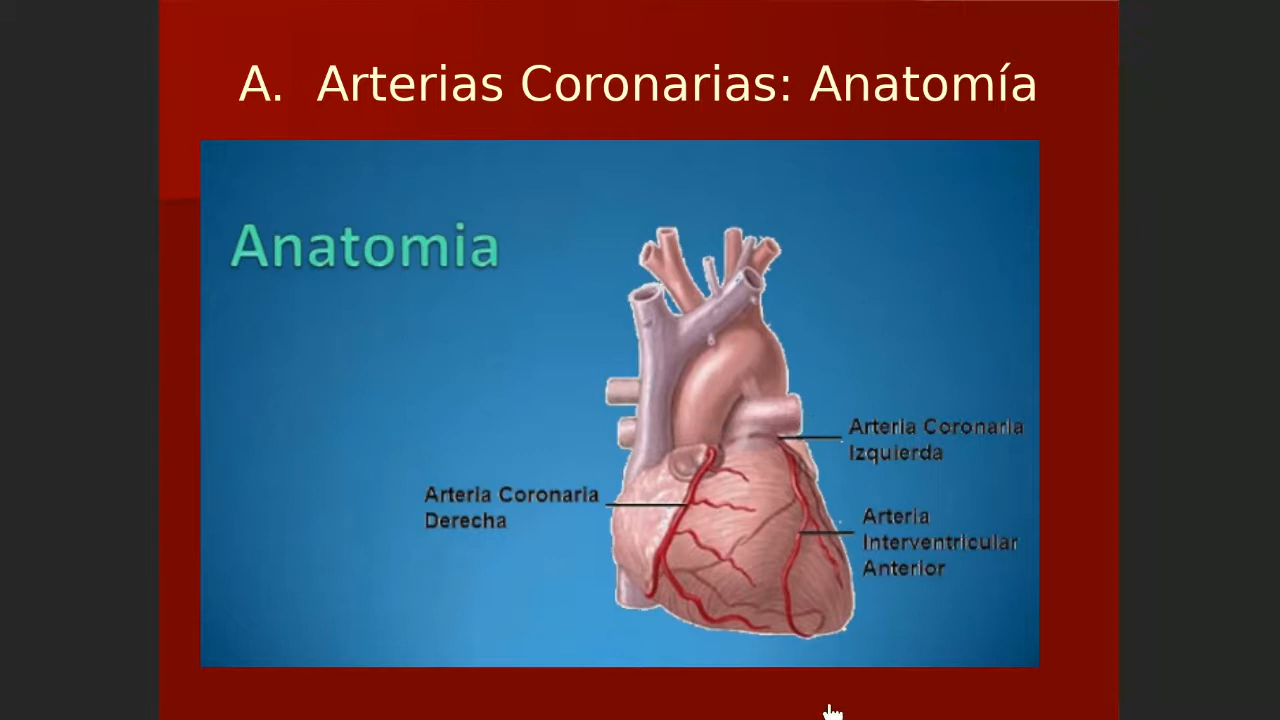 A. Arterias Coronarias: Anatomía
Anatomia
Arteria Coronaria
Izquierda
Arteria Coronaria
Derecha
Arteria
Interventricular
Anterior